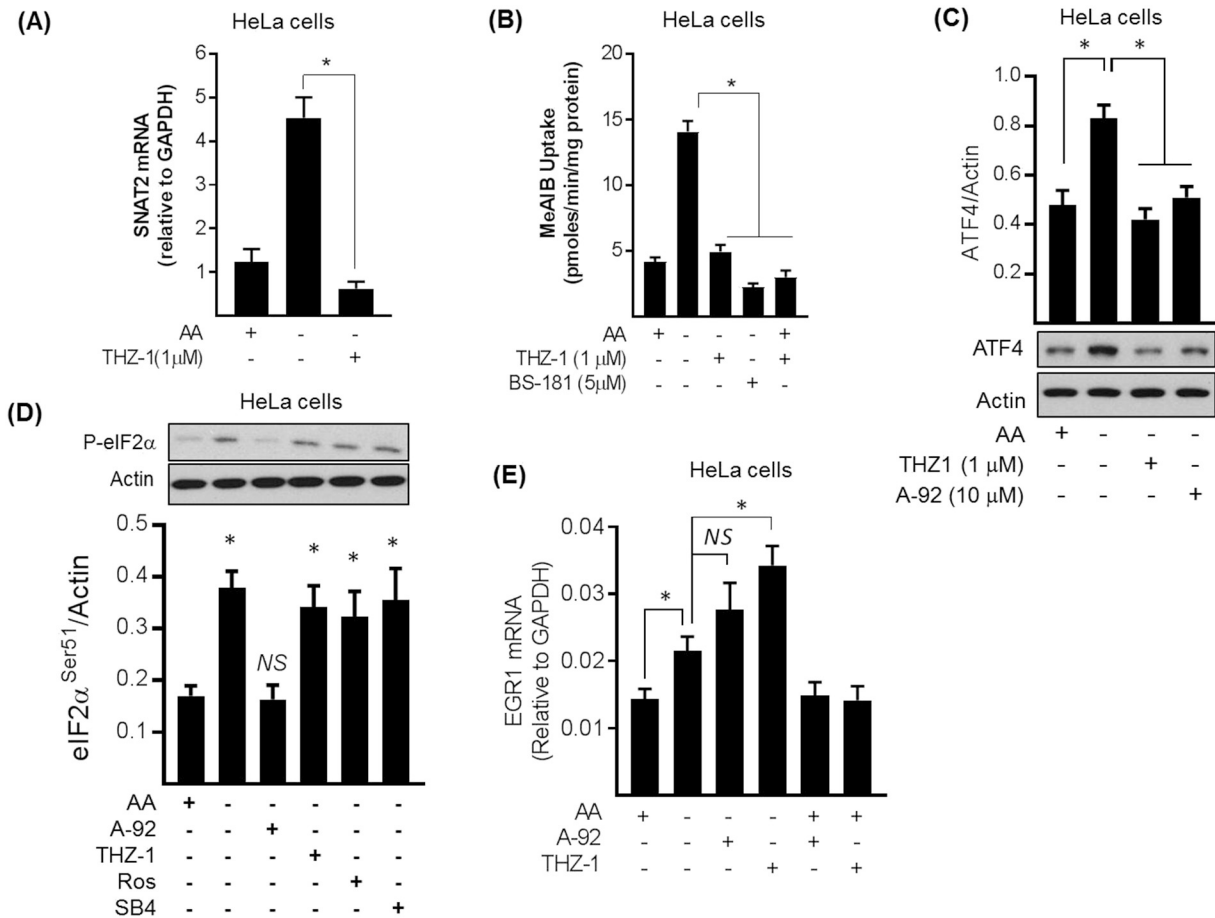 (A)
HeLa cells
SNAT2 mRNA
(relative to GAPDH)
6
5
4
3
2
1
*
AA + - -
THZ-1(1μM) - - +
(B)
HeLa cells
MeAIB Uptake
(pmoles/min/mg protein)
20
15
10
5
*
AA + - - - +
THZ-1 (1 μM) - - + - +
BS-181 (5μM) - - - + -
(C)
HeLa cells
* *
ATF4/Actin
1.0
0.8
0.6
0.4
0.2
ATF4
Actin
AA + - - -
THZ1 (1 μM) - - + -
A-92 (10 μM) - - - +
(D)
HeLa cells
P-eIF2α
Actin
eIF2α Ser51/Actin
0.5
0.4
0.3
0.2
0.1
* NS * * *
AA + - - - - -
A-92 - - + - - -
THZ-1 - - - + - -
Ros - - - - + -
SB4 - - - - - +
(E)
HeLa cells
EGR1 mRNA
(Relative to GAPDH)
0.04
0.03
0.02
0.01
* NS *
AA + - - - + +
A-92 - - + - + -
THZ-1 - - - + - +